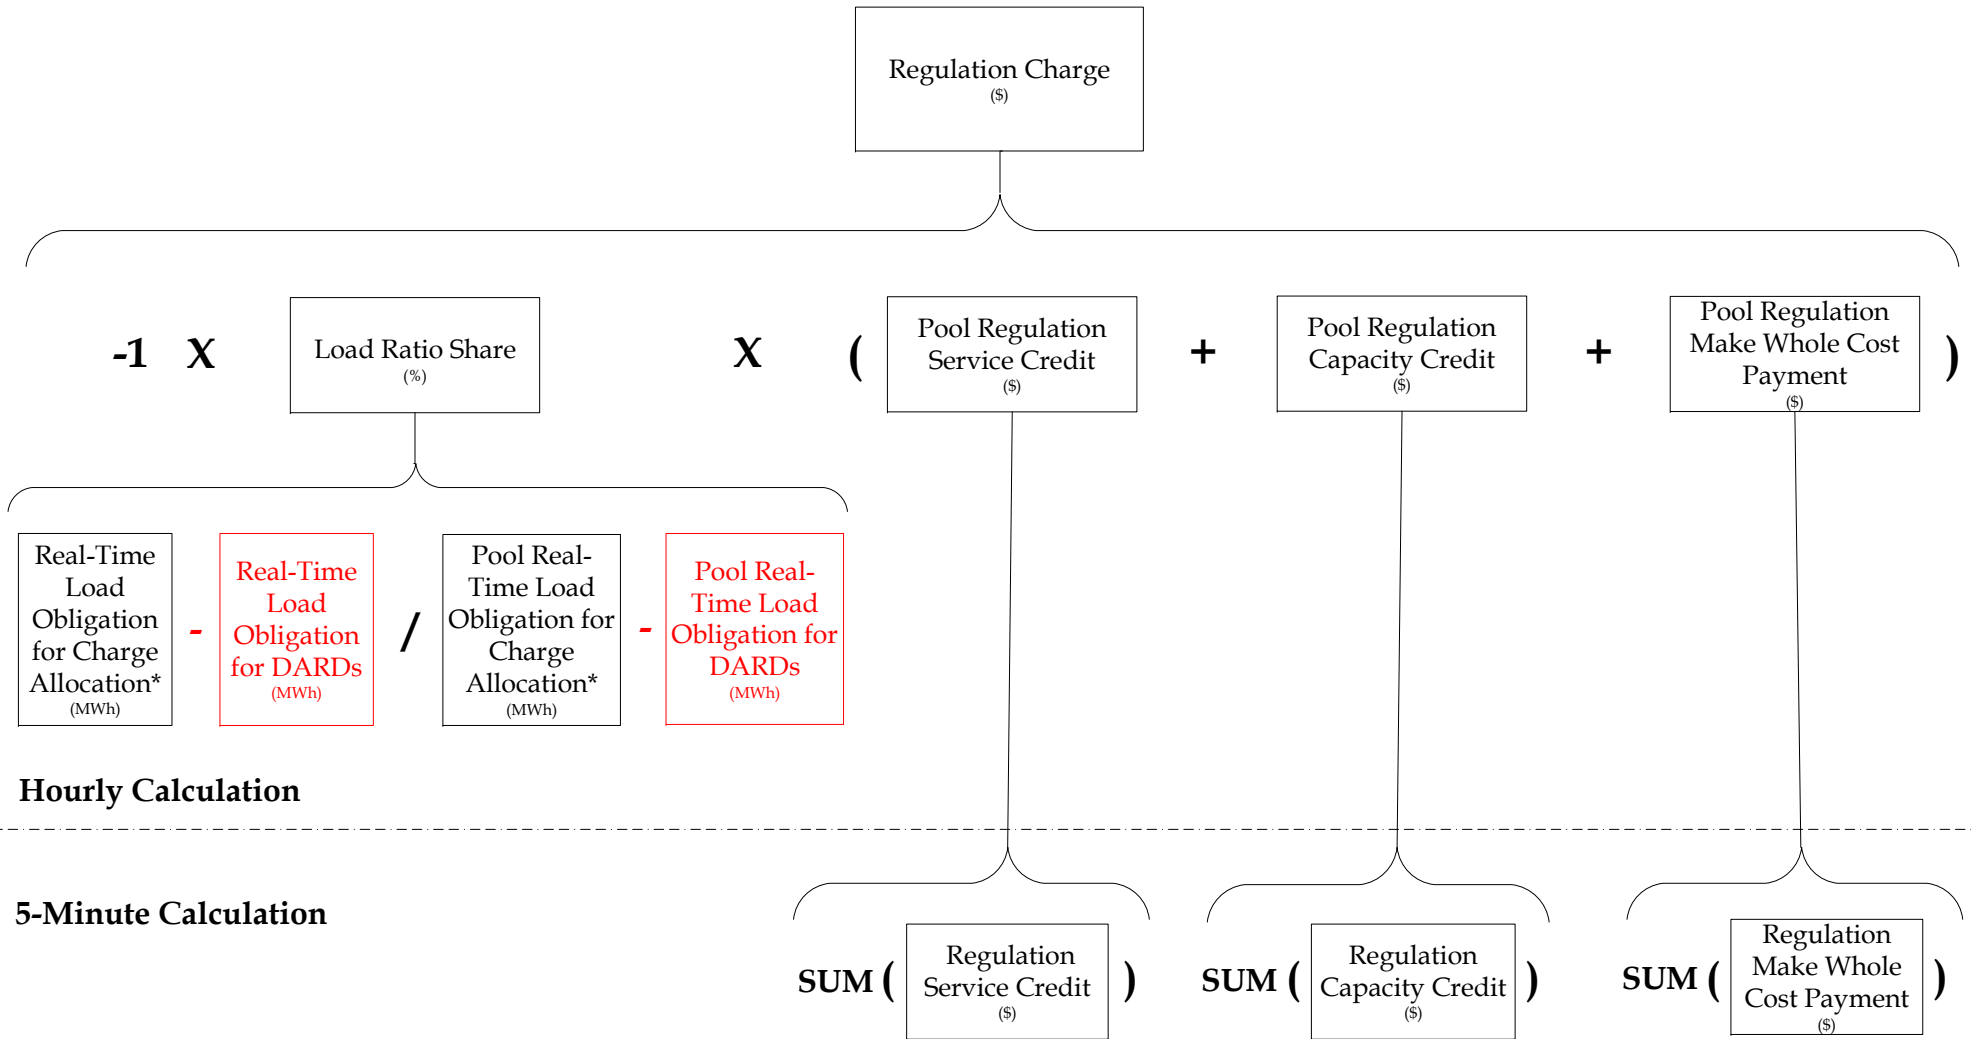 Regulation Charge
($)
-1 X
Load Ratio Share
(%)
X
(
Pool Regulation
Service Credit
($)
+
Pool Regulation
Capacity Credit
($)
+
Pool Regulation
Make Whole Cost
Payment
($)
)
Real-Time
Load
Obligation
for Charge
Allocation*
(MWh)
-
Real-Time
Load
Obligation
for DARDs
(MWh)
/
Pool Real-
Time Load
Obligation for
Charge
Allocation*
(MWh)
-
Pool Real-
Time Load
Obligation for
DARDs
(MWh)
Hourly Calculation
5-Minute Calculation
SUM (
Regulation
Service Credit
($)
)
SUM (
Regulation
Capacity Credit
($)
)
SUM (
Regulation
Make Whole
Cost Payment
($)
)